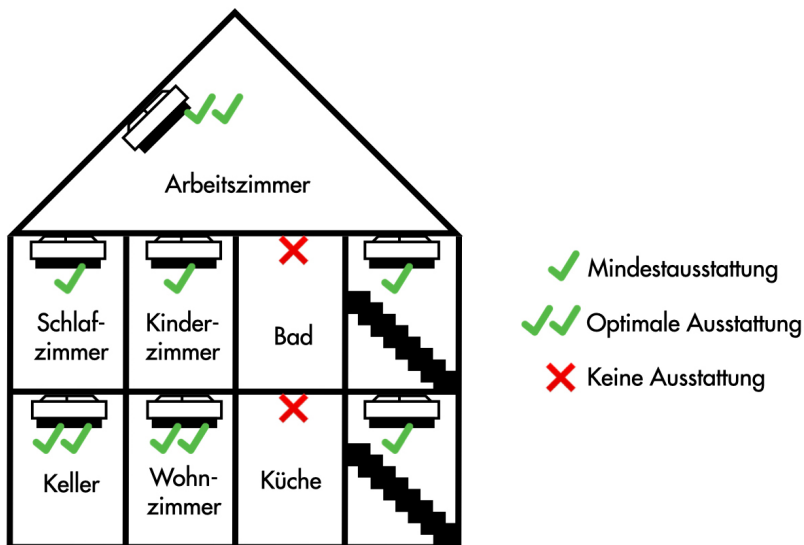 Arbeitszimmer
Schlaf-
zimmer
Kinder-
zimmer
Bad
Keller
Wohn-
zimmer
Küche
Mindestausstattung
Optimale Ausstattung
Keine Ausstattung